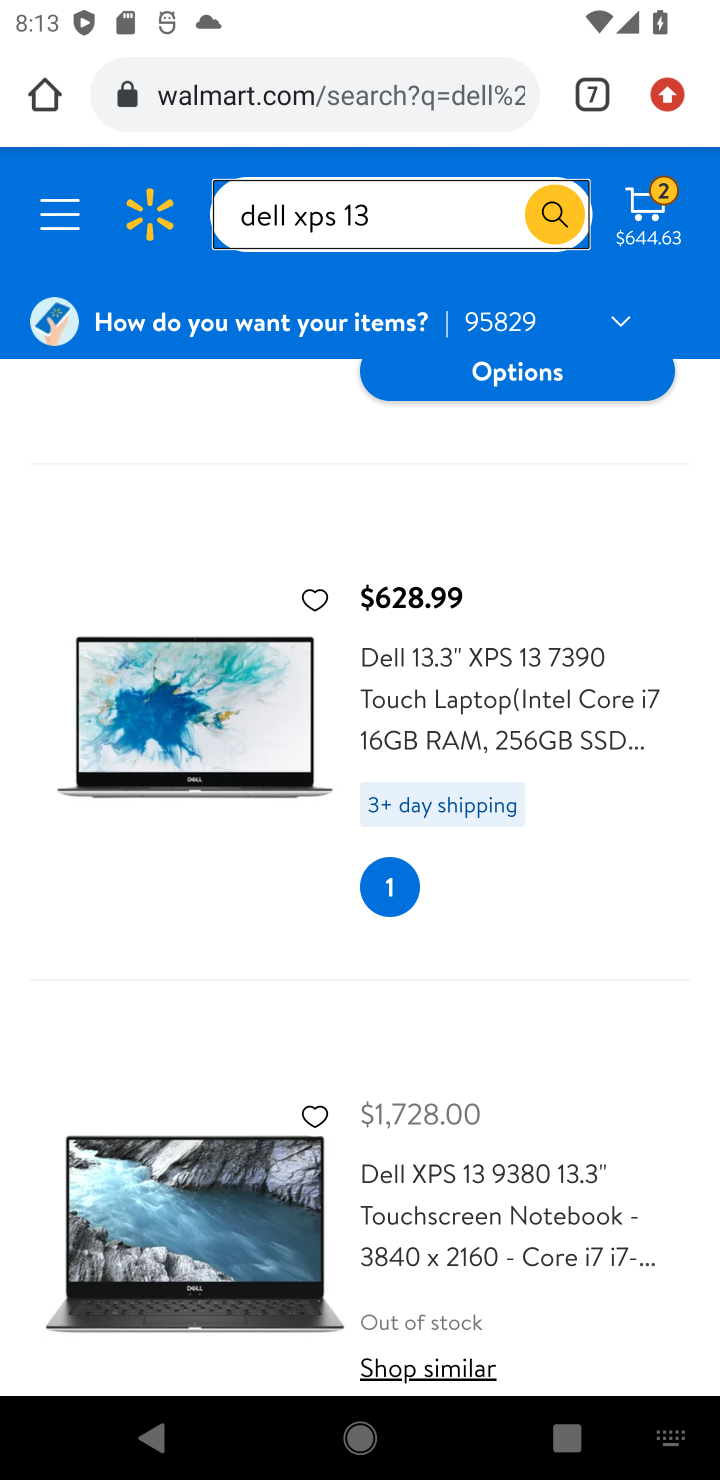 8:13
walmart.com/search?q=dell%2
7
dell xps 13
2
$644.63
How do you want your items? | 95829
Options
$628.99
Dell 13.3" XPS 13 7390
Touch Laptop(Intel Core i7
16GB RAM, 256GB SSD...
3+ day shipping
1
$1,728.00
Dell XPS 13 9380 13.3"
Touchscreen Notebook -
3840 x 2160 - Core i7 i7-...
Out of stock
Shop similar